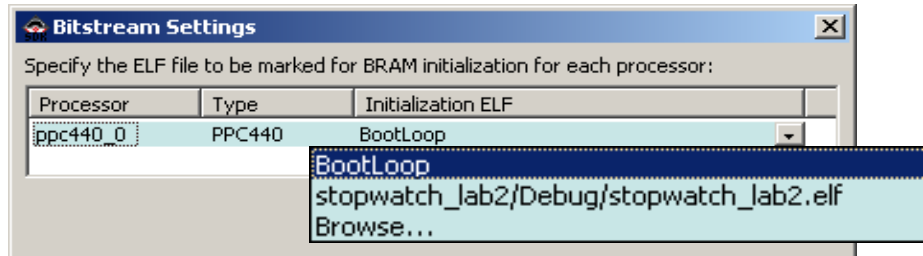 Bitstream Settings
Specify the ELF file to be marked for BRAM initialization for each processor:
Processor Type Initialization ELF
ppc440_0 PPC440 BootLoop
BootLoop
stopwatch_lab2/Debug/stopwatch_lab2.elf
Browse...